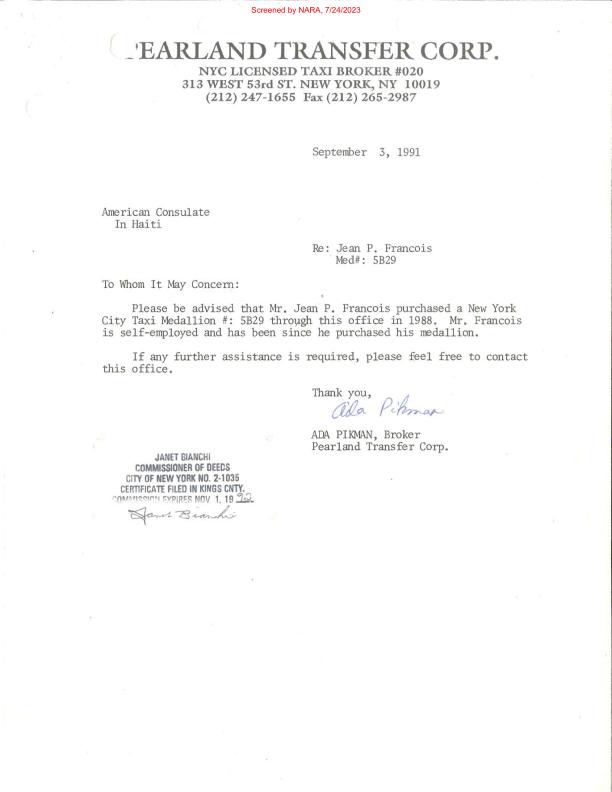 Screened by NARA, 7/24/2023
PEARLAND TRANSFER CORP.
NYC LICENSED TAXI BROKER #020
313 WEST 53rd ST. NEW YORK, NY 10019
(212) 247-1655 Fax (212) 265-2987
September 3, 1991
American Consulate
In Haiti
Re: Jean P. Francois
Med#: 5B29
To Whom It May Concern:
Please be advised that Mr. Jean P. Francois purchased a New York
City Taxi Medallion #: 5B29 through this office in 1988. Mr. Francois
is self-employed and has been since he purchased his medallion.
If any further assistance is required, please feel free to contact
this office.
Thank you,
Ada Pikman
ADA PIKMAN, Broker
Pearland Transfer Corp.
JANET BIANCHI
COMMISSIONER OF DEEDS
CITY OF NEW YORK NO. 2-1035
CERTIFICATE FILED IN KINGS CNTY.
COMMISSION EXPIRES NOV 1, 1992
Janet Bianchi